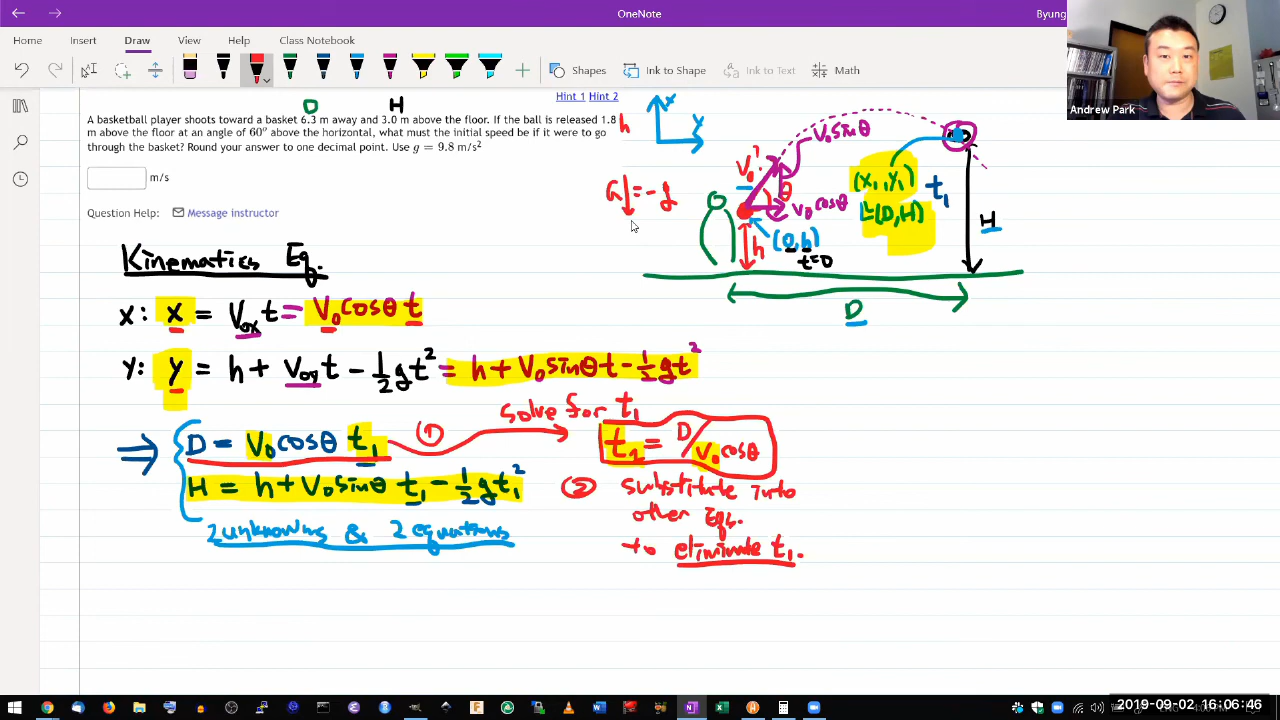 OneNote
Byung
Home Insert Draw View Help Class Notebook
Shapes Ink to Shape Ink to Text Math
Andrew Park
D H
Hint 1 Hint 2
A basketball player shoots toward a basket 6.3 m away and 3.0 m above the floor. If the ball is released 1.8
m above the floor at an angle of 60° above the horizontal, what must the initial speed be if it were to go
through the basket? Round your answer to one decimal point. Use g = 9.8 m/s²
h
m/s
Question Help: Message instructor
a = -g
V₀?
V₀sinθ
θ
V₀cosθ
(x₁,y₁)
t₁
=(D,H)
(0,h)
t=0
h
H
D
Kinematics Eq.
x: x = V₀ₓt = V₀cosθ t
y: y = h + V₀yt - ½gt² = h + V₀sinθt - ½gt²
solve for t₁
⇒ { D = V₀cosθ t₁ ① t₁ = D/V₀cosθ
H = h + V₀sinθ t₁ - ½gt₁²
2 unknowns & 2 equations
② substitute into
other Eq.
to eliminate t₁.
2019-09-02 16:06:46